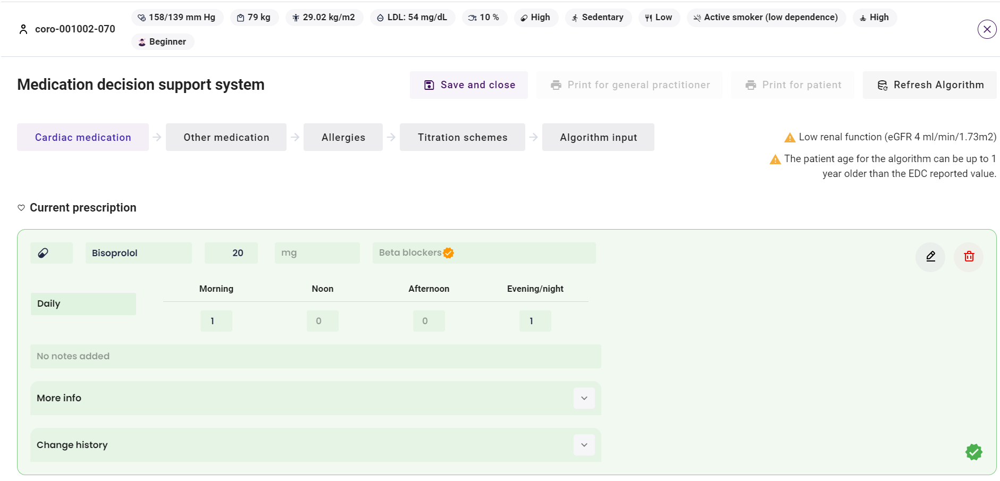 coro-001002-070
158/139 mm Hg
79 kg
29.02 kg/m2
LDL: 54 mg/dL
10 %
High
Sedentary
Low
Active smoker (low dependence)
High
Beginner
Medication decision support system
Save and close
Print for general practitioner
Print for patient
Refresh Algorithm
Cardiac medication
Other medication
Allergies
Titration schemes
Algorithm input
Low renal function (eGFR 4 ml/min/1.73m2)
The patient age for the algorithm can be up to 1
year older than the EDC reported value.
Current prescription
Bisoprolol
20
mg
Beta blockers
Morning
Noon
Afternoon
Evening/night
Daily
1
0
0
1
No notes added
More info
Change history